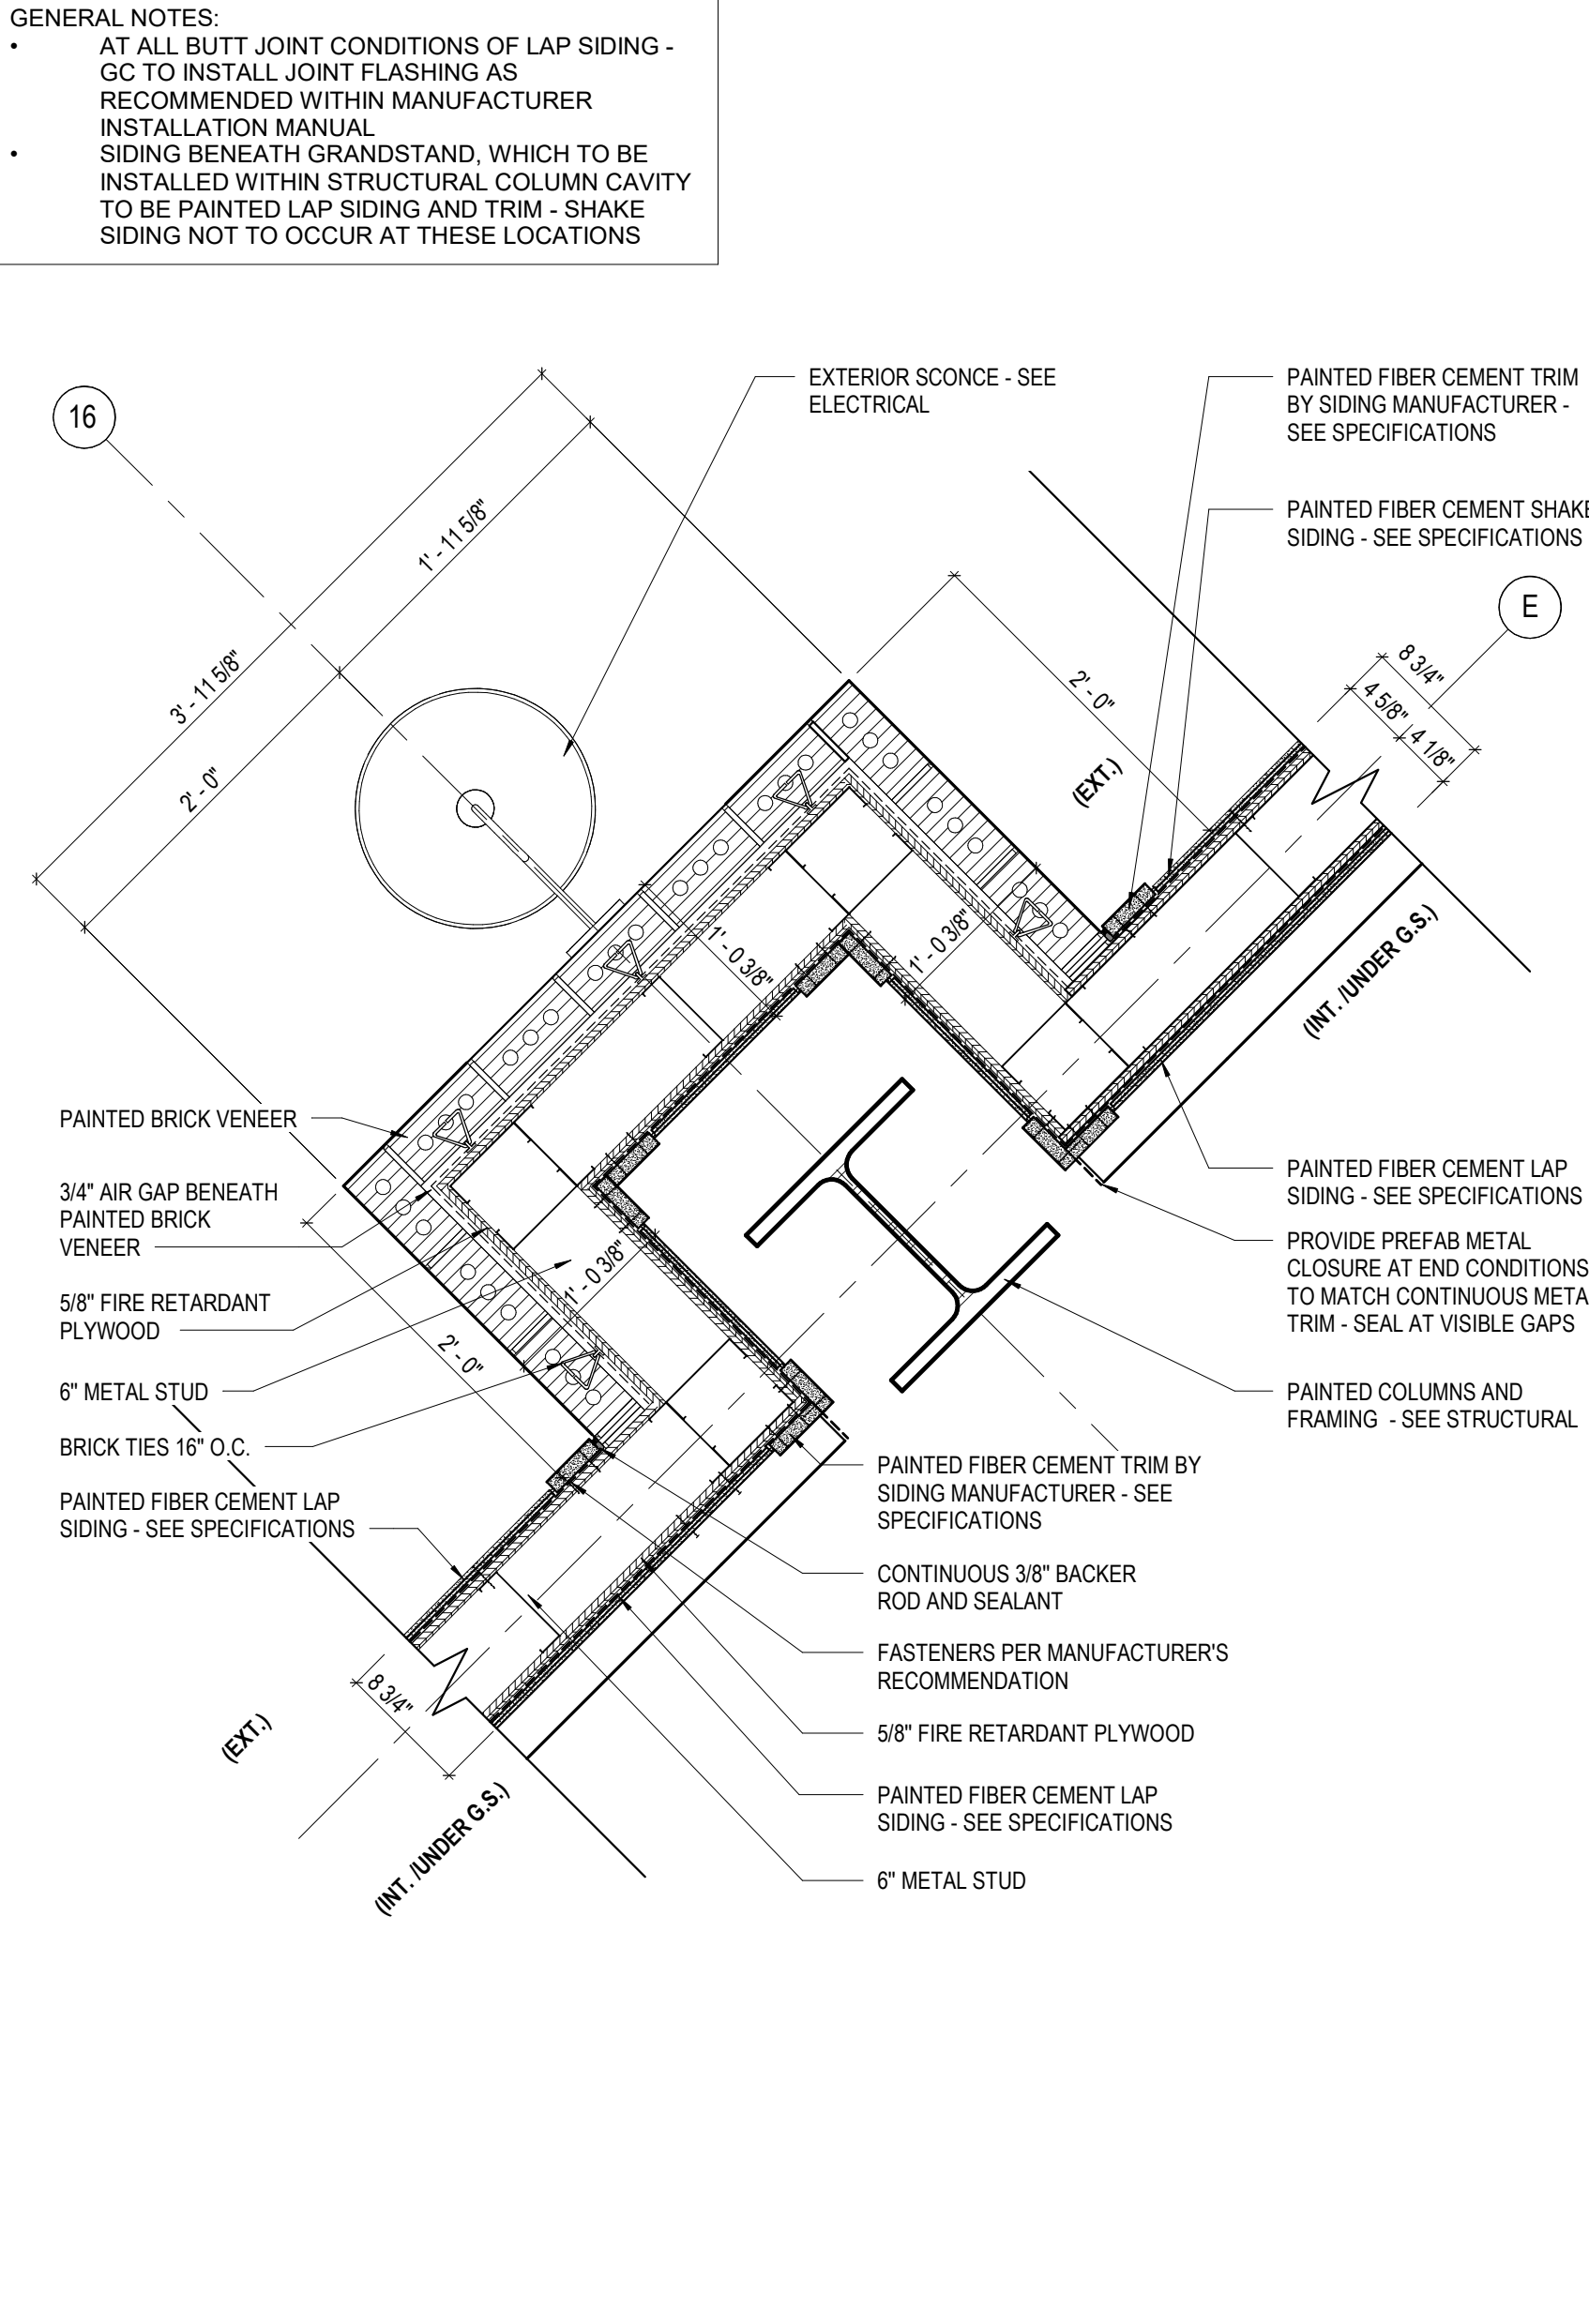 GENERAL NOTES:
• AT ALL BUTT JOINT CONDITIONS OF LAP SIDING -
GC TO INSTALL JOINT FLASHING AS
RECOMMENDED WITHIN MANUFACTURER
INSTALLATION MANUAL
• SIDING BENEATH GRANDSTAND, WHICH TO BE
INSTALLED WITHIN STRUCTURAL COLUMN CAVITY
TO BE PAINTED LAP SIDING AND TRIM - SHAKE
SIDING NOT TO OCCUR AT THESE LOCATIONS
16
EXTERIOR SCONCE - SEE
ELECTRICAL
PAINTED FIBER CEMENT TRIM
BY SIDING MANUFACTURER -
SEE SPECIFICATIONS
PAINTED FIBER CEMENT SHAKE
SIDING - SEE SPECIFICATIONS
E
1' - 11 5/8"
3' - 11 5/8"
2' - 0"
2' - 0"
8 3/4"
4 5/8"
4 1/8"
(EXT.)
(INT. /UNDER G.S.)
1' - 0 3/8"
1' - 0 3/8"
1' - 0 3/8"
2' - 0"
PAINTED BRICK VENEER
3/4" AIR GAP BENEATH
PAINTED BRICK
VENEER
5/8" FIRE RETARDANT
PLYWOOD
6" METAL STUD
BRICK TIES 16" O.C.
PAINTED FIBER CEMENT LAP
SIDING - SEE SPECIFICATIONS
PAINTED FIBER CEMENT LAP
SIDING - SEE SPECIFICATIONS
PROVIDE PREFAB METAL
CLOSURE AT END CONDITIONS
TO MATCH CONTINUOUS META
TRIM - SEAL AT VISIBLE GAPS
PAINTED COLUMNS AND
FRAMING - SEE STRUCTURAL
PAINTED FIBER CEMENT TRIM BY
SIDING MANUFACTURER - SEE
SPECIFICATIONS
CONTINUOUS 3/8" BACKER
ROD AND SEALANT
FASTENERS PER MANUFACTURER'S
RECOMMENDATION
5/8" FIRE RETARDANT PLYWOOD
PAINTED FIBER CEMENT LAP
SIDING - SEE SPECIFICATIONS
6" METAL STUD
8 3/4"
(EXT.)
(INT. /UNDER G.S.)